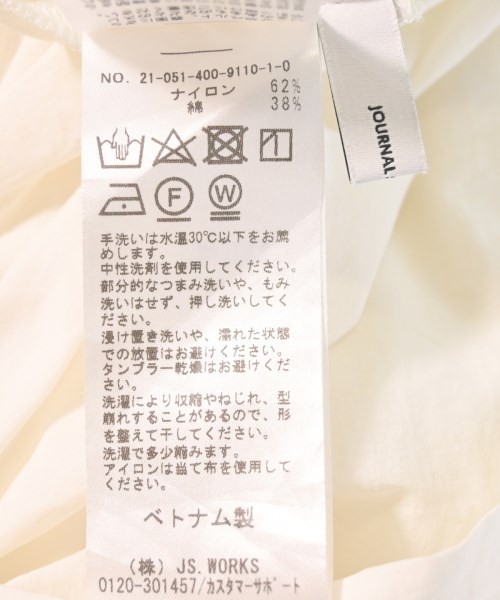 NO. 21-051-400-9110-1-0
ナイロン 62%
綿 38%
F W
手洗いは水温30℃以下をお薦
めします。
中性洗剤を使用してください。
部分的なつまみ洗いや、もみ
洗いはせず、押し洗いしてく
ださい。
浸け置き洗いや、濡れた状態
での放置はお避けください。
タンブラー乾燥はお避けくだ
さい。
洗濯により収縮やねじれ、型
崩れすることがあるので、形
を整えて干してください。
洗濯で多少縮みます。
アイロンは当て布を使用して
ください。
ベトナム製
(株) JS.WORKS
0120-301457/カスタマーサポート
JOURNAL